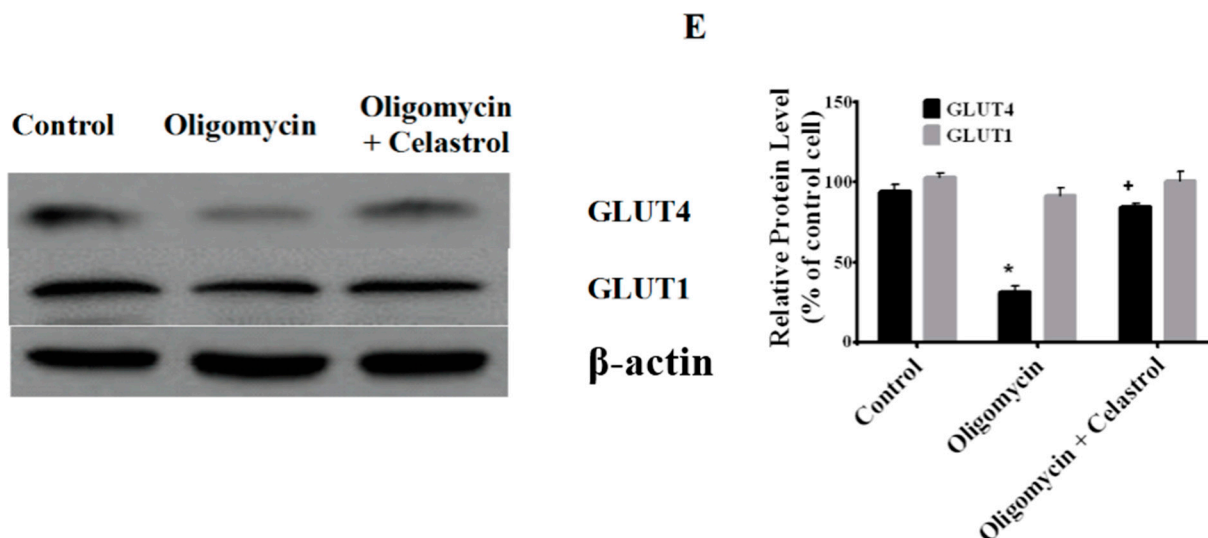 E
Control
Oligomycin
Oligomycin
+ Celastrol
GLUT4
GLUT1
β-actin
Relative Protein Level
(% of control cell)
150
100
50
0
GLUT4
GLUT1
*
+
Control
Oligomycin
Oligomycin + Celastrol